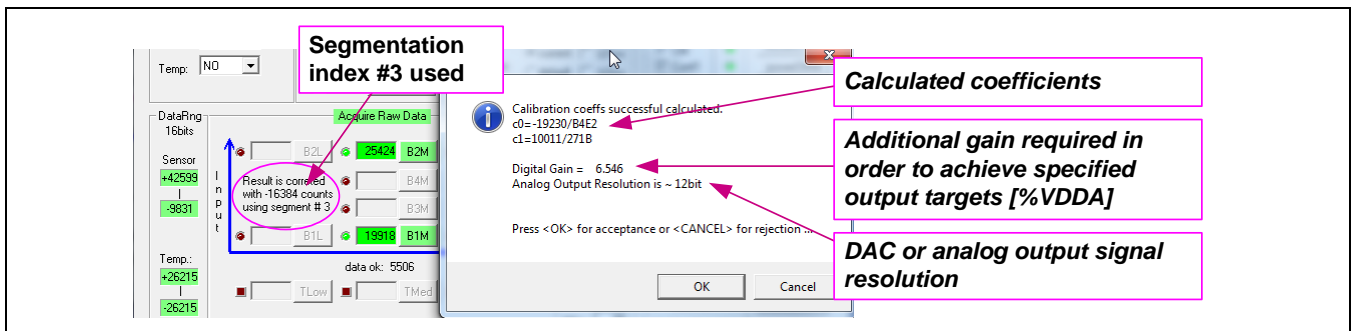 Segmentation
index #3 used
Temp:
NO
DataRng
16bits
Sensor
+42599
-9831
Temp.:
+26215
-26215
Input
Acquire Raw Data
B2L
25424
B2M
B4M
B3M
B1L
19918
B1M
Result is correted
with -16384 counts
using segment # 3
data ok: 5506
TLow
TMed
Calibration coeffs successful calculated.
c0=-19230/B4E2
c1=10011/271B
Digital Gain = 6.546
Analog Output Resolution is ~ 12bit
Press <OK> for acceptance or <CANCEL> for rejection ...
OK
Cancel
Calculated coefficients
Additional gain required in
order to achieve specified
output targets [%VDDA]
DAC or analog output signal
resolution